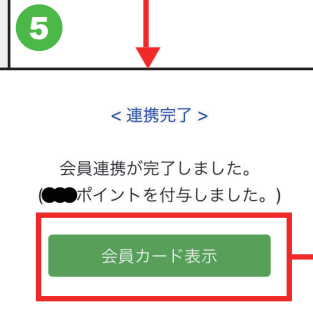 5
< 連携完了 >
会員連携が完了しました。
(ポイントを付与しました。)
会員カード表示